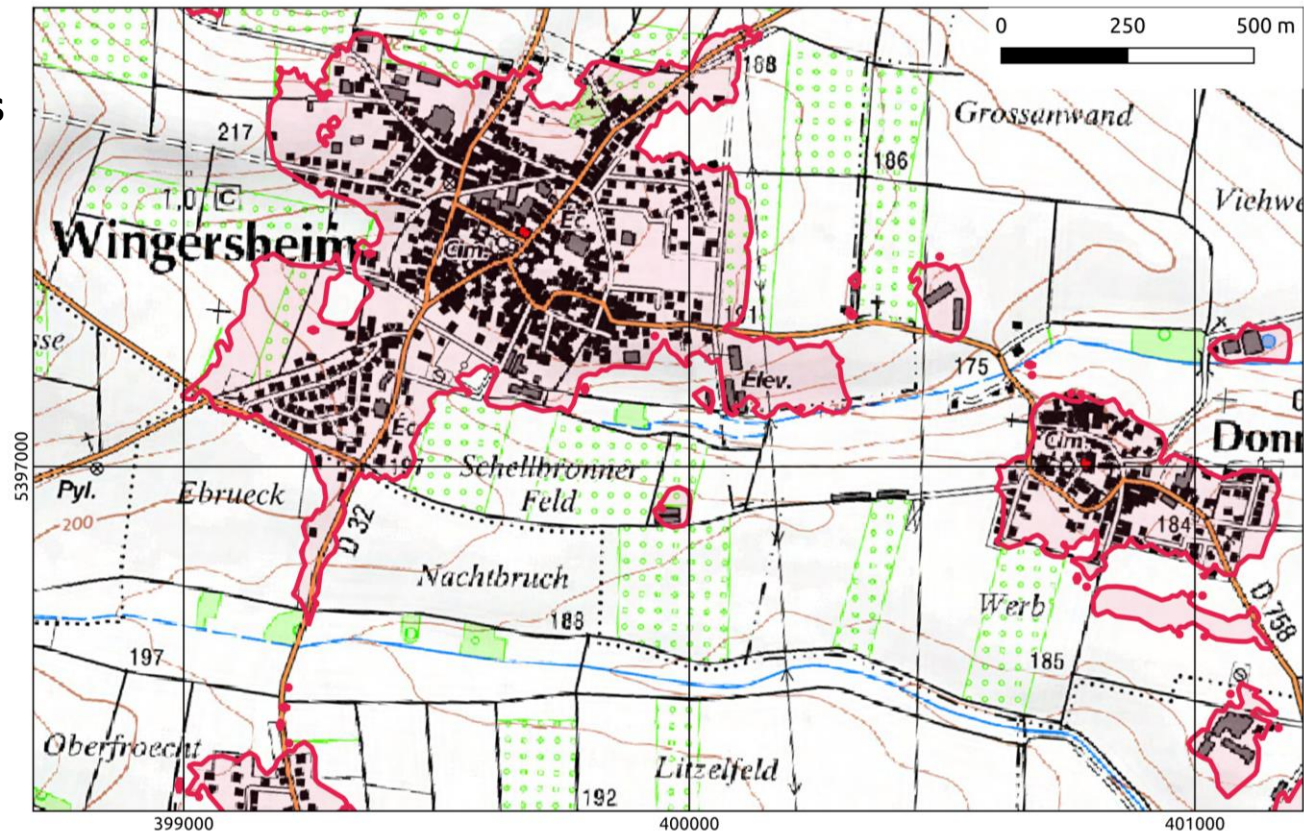 0 250 500 m
188
Grossanwand
217
186
1,0 C
Viehwe
Wingersheim
Ec
Cim.
191
sse
175
Elev.
Donn
Ec
Cim
197
Schellbronner
Feld
5397000
Pyl.
Ebrueck
200
184
D 32
Nachtbruch
Werb
D 758
188
197
185
Oberfroecht
Litzelfeld
192
399000 400000 401000